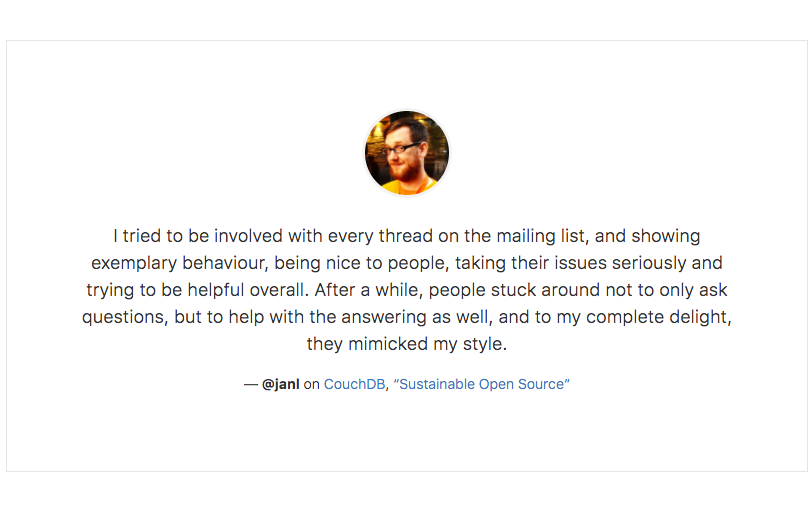 I tried to be involved with every thread on the mailing list, and showing
exemplary behaviour, being nice to people, taking their issues seriously and
trying to be helpful overall. After a while, people stuck around not to only ask
questions, but to help with the answering as well, and to my complete delight,
they mimicked my style.
— @janl on CouchDB, “Sustainable Open Source”